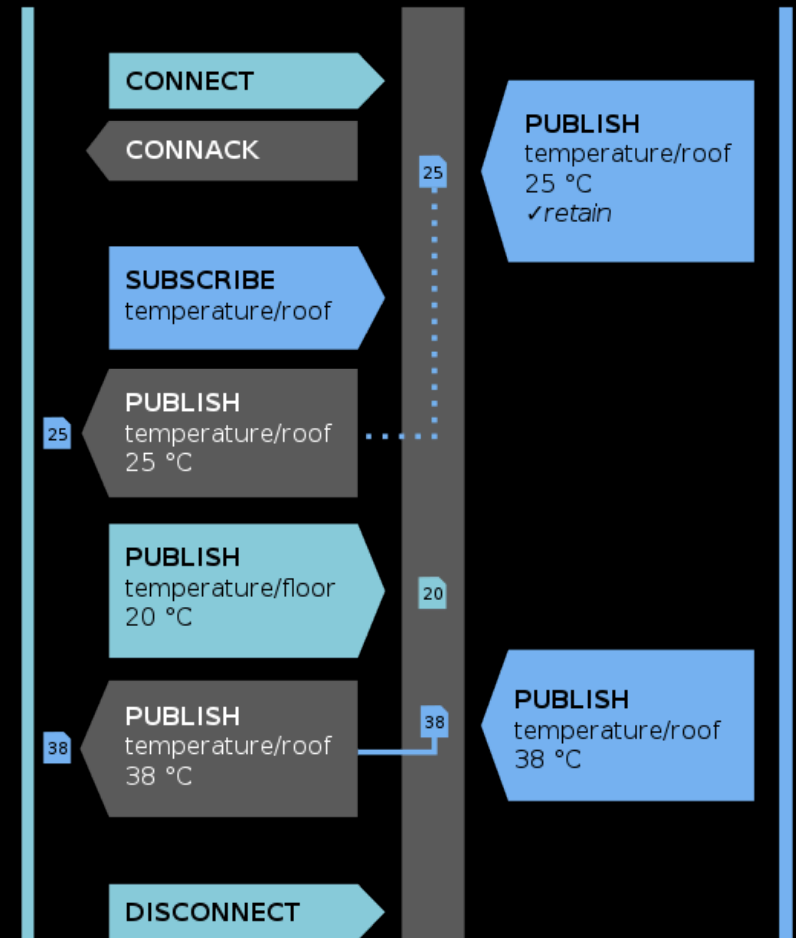 CONNECT
CONNACK
PUBLISH
temperature/roof
25 °C
✓retain
25
SUBSCRIBE
temperature/roof
PUBLISH
temperature/roof
25 °C
25
PUBLISH
temperature/floor
20 °C
20
PUBLISH
temperature/roof
38 °C
38
PUBLISH
temperature/roof
38 °C
38
DISCONNECT